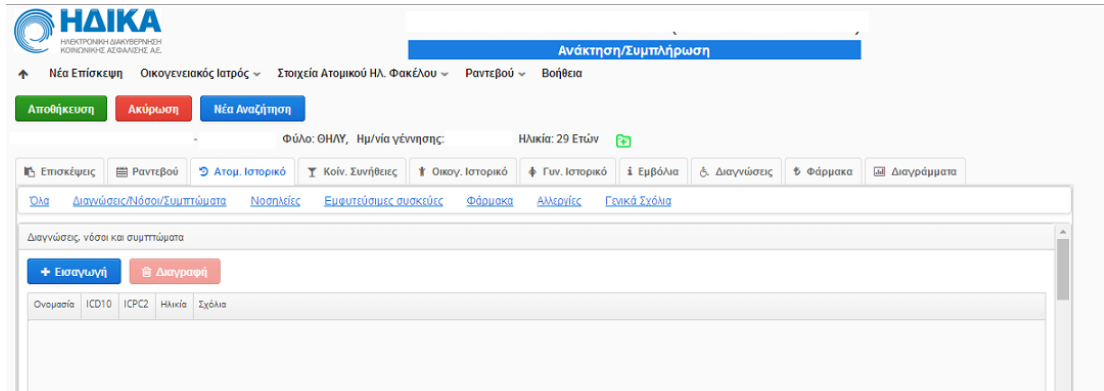 ΗΔΙΚΑ
ΗΛΕΚΤΡΟΝΙΚΗ ΔΙΑΚΥΒΕΡΝΗΣΗ
ΚΟΙΝΩΝΙΚΗΣ ΑΣΦΑΛΙΣΗΣ Α.Ε.
Ανάκτηση/Συμπλήρωση
Νέα Επίσκεψη Οικογενειακός Ιατρός Στοιχεία Ατομικού Ηλ. Φακέλου Ραντεβού Βοήθεια
Αποθήκευση Ακύρωση Νέα Αναζήτηση
- Φύλο: ΘΗΛΥ, Ημ/νία γέννησης: Ηλικία: 29 Ετών
Επισκέψεις Ραντεβού Ατομ. Ιστορικό Κοίν. Συνήθειες Οικογ. Ιστορικό Γυν. Ιστορικό Εμβόλια Διαγνώσεις Φάρμακα Διαγράμματα
Όλα Διαγνώσεις/Νόσοι/Συμπτώματα Νοσηλείες Εμφυτεύσιμες συσκεύες Φάρμακα Αλλεργίες Γενικά Σχόλια
Διαγνώσεις, νόσοι και συμπτώματα
+ Εισαγωγή Διαγραφή
Ονομασία ICD10 ICPC2 Ηλικία Σχόλια